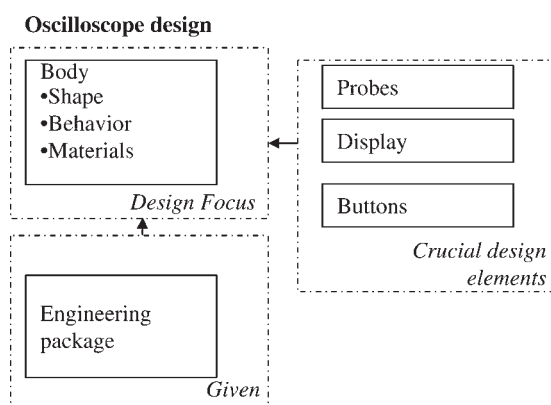 Oscilloscope design
Body
•Shape
•Behavior
•Materials
Design Focus
Probes
Display
Buttons
Crucial design
elements
Engineering
package
Given